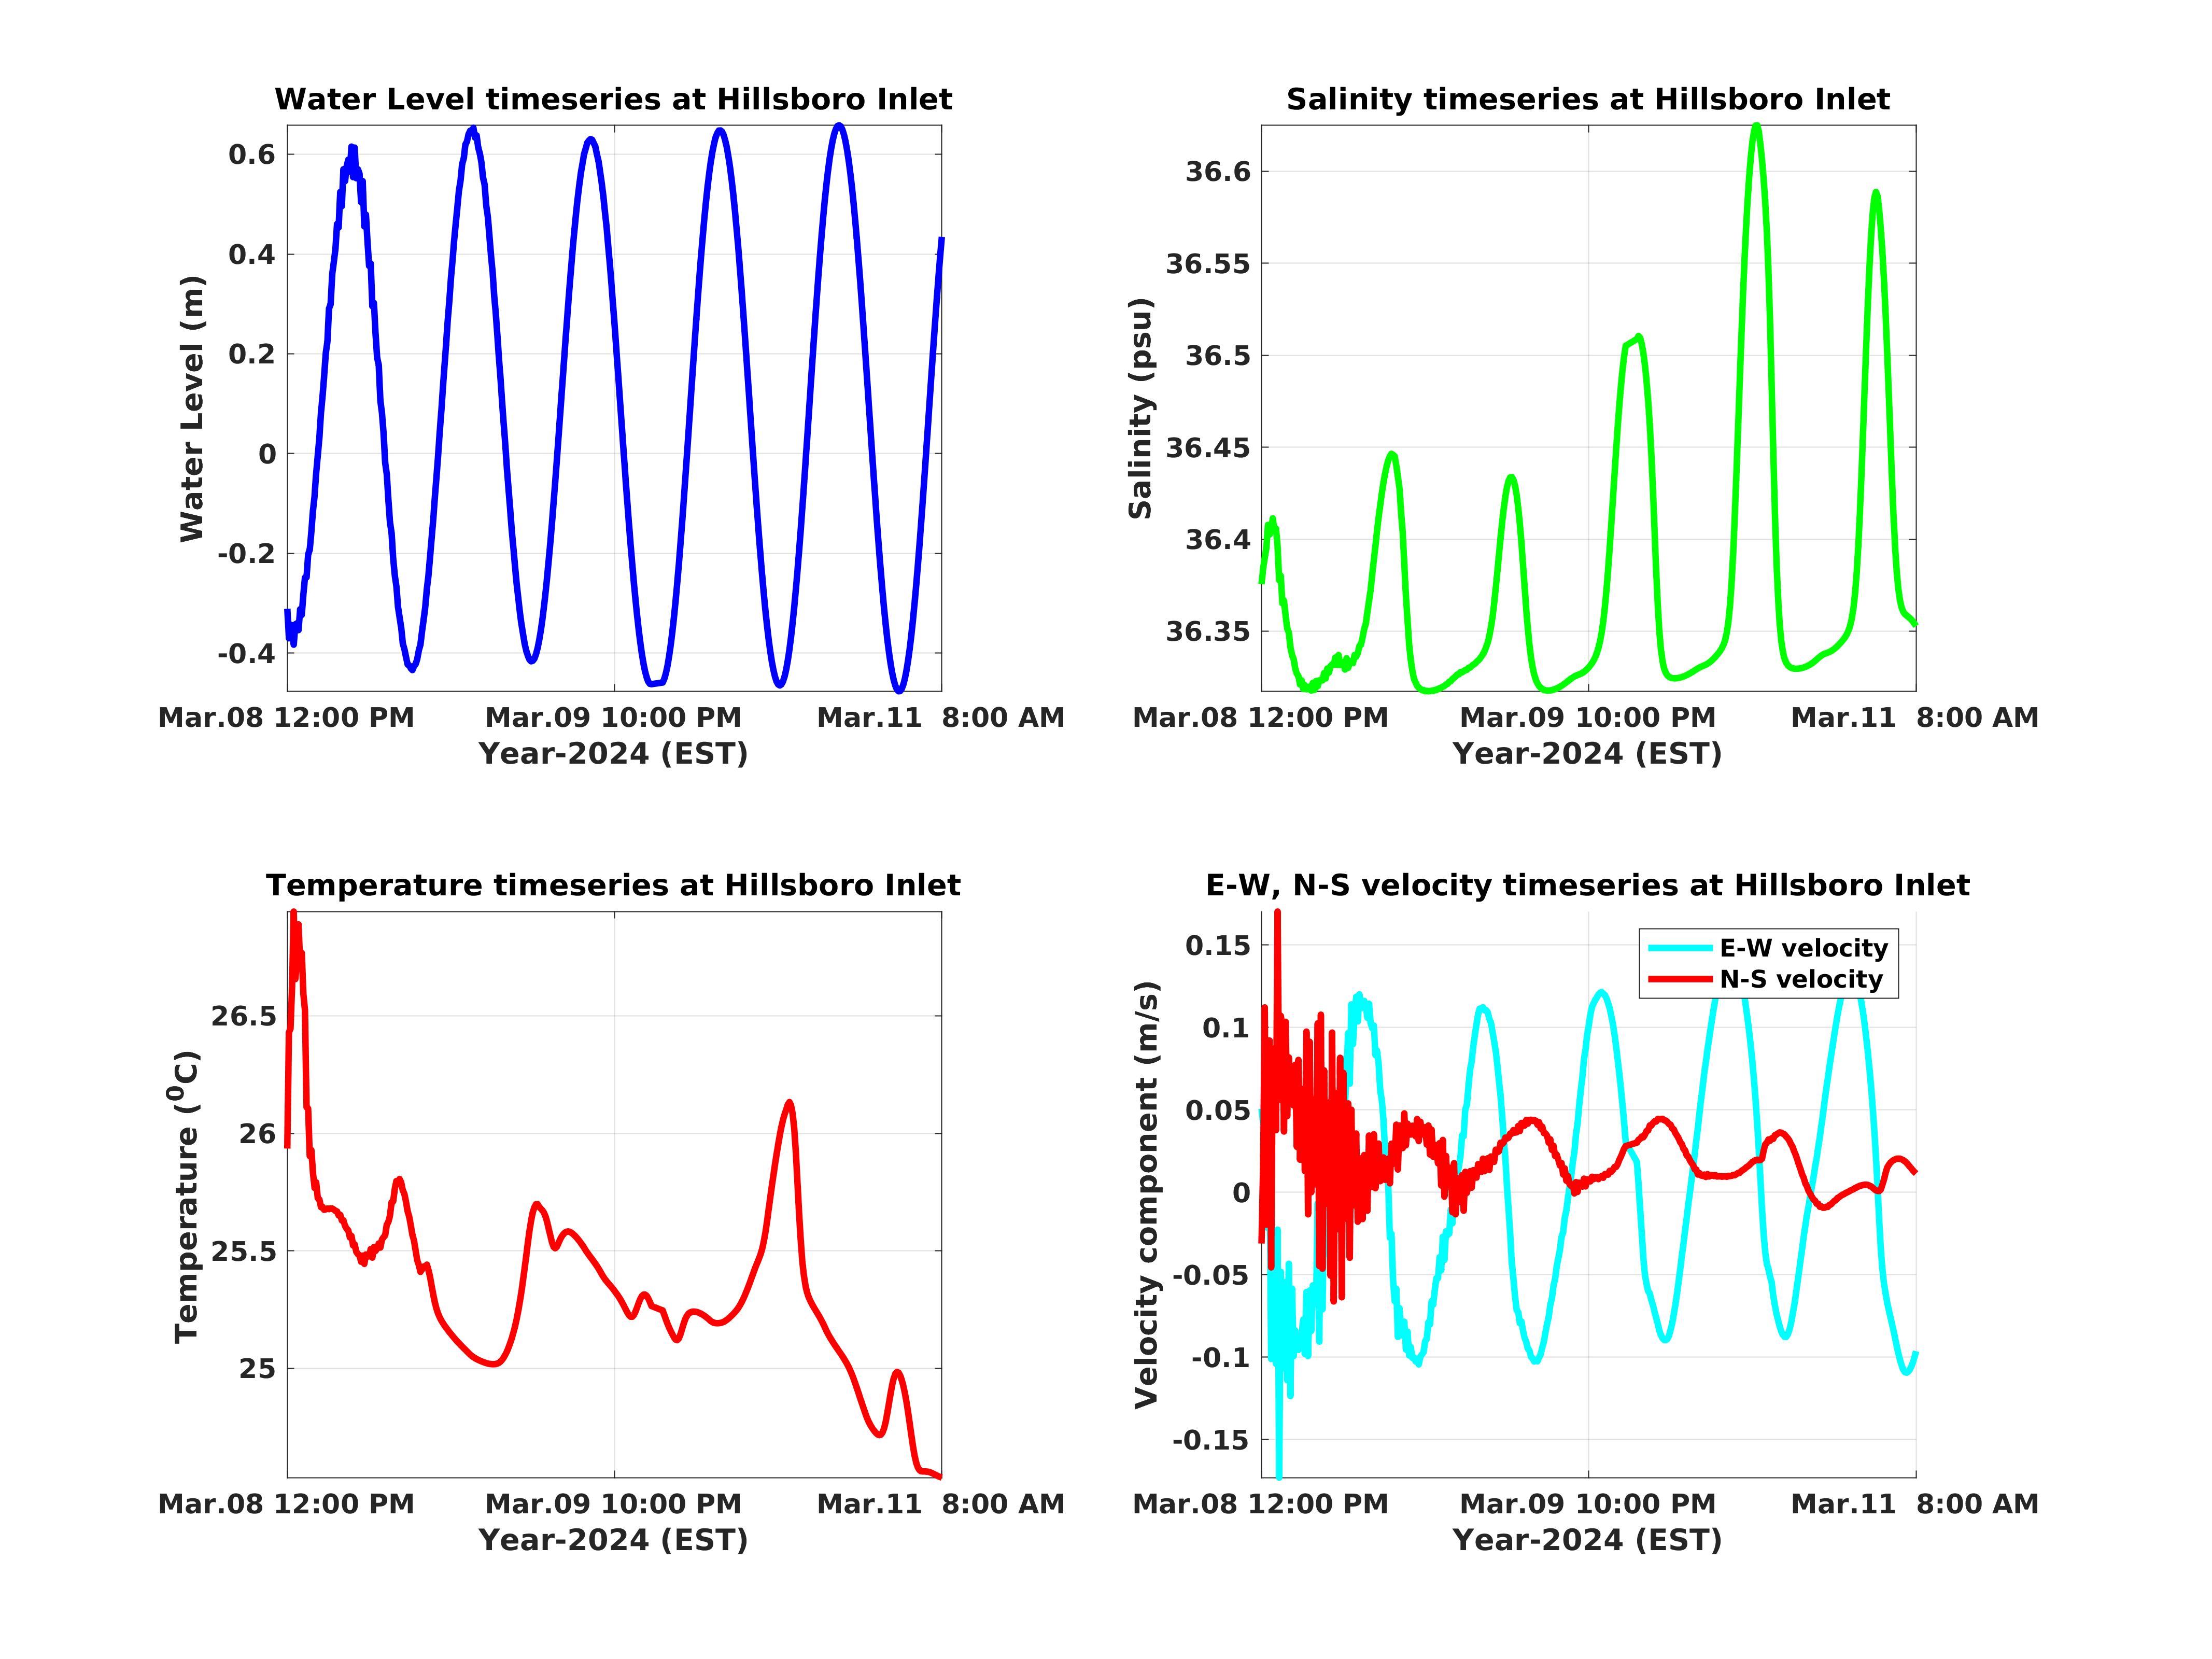 Water Level timeseries at Hillsboro Inlet
0.6
0.4
0.2
0
-0.2
-0.4
Water Level (m)
Mar.08 12:00 PM
Mar.09 10:00 PM
Mar.11 8:00 AM
Year-2024 (EST)
Salinity timeseries at Hillsboro Inlet
36.6
36.55
36.5
36.45
36.4
36.35
Salinity (psu)
Mar.08 12:00 PM
Mar.09 10:00 PM
Mar.11 8:00 AM
Year-2024 (EST)
Temperature timeseries at Hillsboro Inlet
26.5
26
25.5
25
Temperature (⁰C)
Mar.08 12:00 PM
Mar.09 10:00 PM
Mar.11 8:00 AM
Year-2024 (EST)
E-W, N-S velocity timeseries at Hillsboro Inlet
E-W velocity
N-S velocity
0.15
0.1
0.05
0
-0.05
-0.1
-0.15
Velocity component (m/s)
Mar.08 12:00 PM
Mar.09 10:00 PM
Mar.11 8:00 AM
Year-2024 (EST)